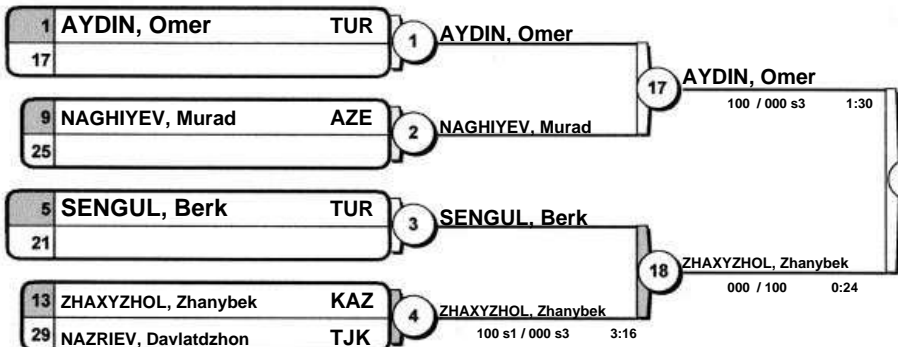 1 AYDIN, Omer TUR
17
1 AYDIN, Omer
17 AYDIN, Omer
100 / 000 s3 1:30
9 NAGHIYEV, Murad AZE
25
2 NAGHIYEV, Murad
5 SENGUL, Berk TUR
21
3 SENGUL, Berk
18 ZHAXYZHOL, Zhanybek
000 / 100 0:24
13 ZHAXYZHOL, Zhanybek KAZ
29 NAZRIEV, Davlatdzhon TJK
4 ZHAXYZHOL, Zhanybek
100 s1 / 000 s3 3:16